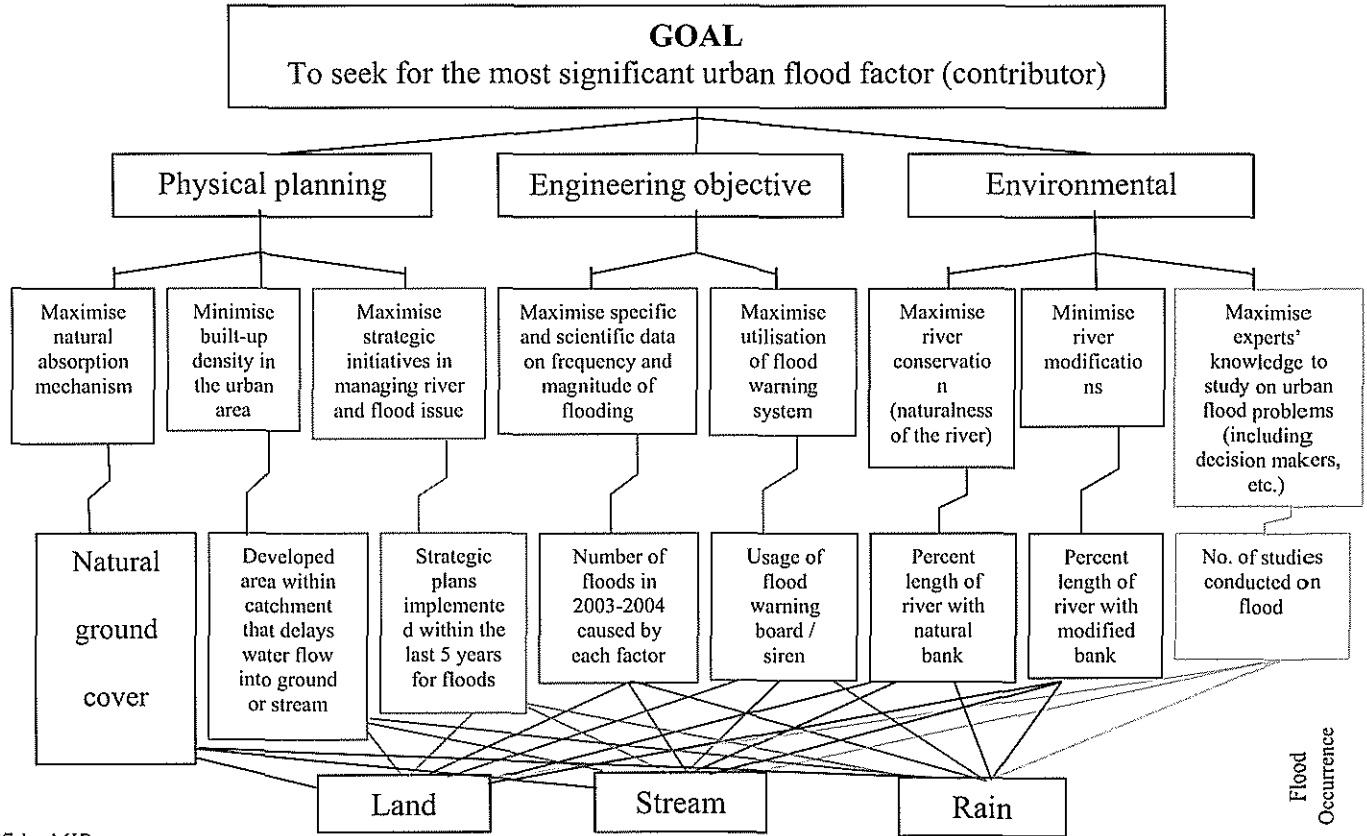 GOAL
To seek for the most significant urban flood factor (contributor)
Physical planning
Engineering objective
Environmental
Maximise
natural
absorption
mechanism
Minimise
built-up
density in
the urban
area
Maximise
strategic
initiatives in
managing river
and flood issue
Maximise specific
and scientific data
on frequency and
magnitude of
flooding
Maximise
utilisation
of flood
warning
system
Maximise
river
conservatio
n
(naturalness
of the river)
Minimise
river
modificatio
ns
Maximise
experts'
knowledge to
study on urban
flood problems
(including
decision makers,
etc.)
Natural
ground
cover
Developed
area within
catchment
that delays
water flow
into ground
or stream
Strategic
plans
implemente
d within the
last 5 years
for floods
Number of
floods in
2003-2004
caused by
each factor
Usage of
flood
warning
board /
siren
Percent
length of
river with
natural
bank
Percent
length of
river with
modified
bank
No. of studies
conducted on
flood
Land
Stream
Rain
Flood
Occurrence